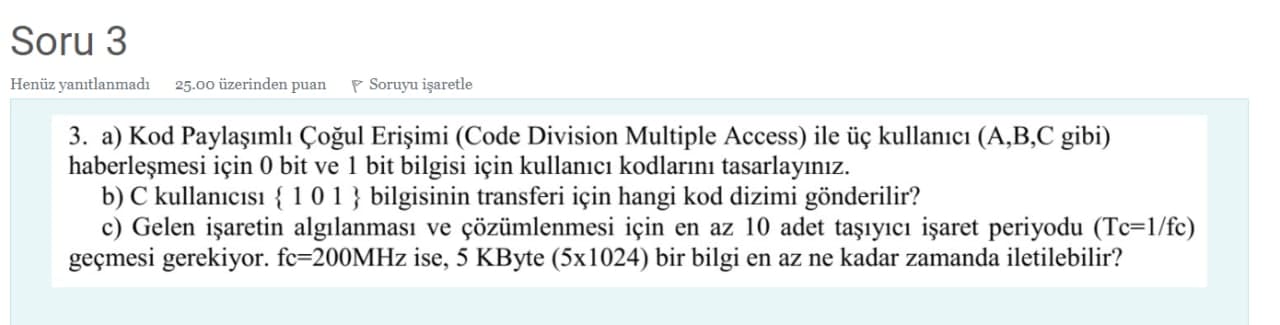 Soru 3
Henüz yanıtlanmadı 25.00 üzerinden puan Soruyu işaretle
3. a) Kod Paylaşımlı Çoğul Erişimi (Code Division Multiple Access) ile üç kullanıcı (A,B,C gibi)
haberleşmesi için 0 bit ve 1 bit bilgisi için kullanıcı kodlarını tasarlayınız.
b) C kullanıcısı { 1 0 1 } bilgisinin transferi için hangi kod dizimi gönderilir?
c) Gelen işaretin algılanması ve çözümlenmesi için en az 10 adet taşıyıcı işaret periyodu (Tc=1/fc)
geçmesi gerekiyor. fc=200MHz ise, 5 KByte (5x1024) bir bilgi en az ne kadar zamanda iletilebilir?